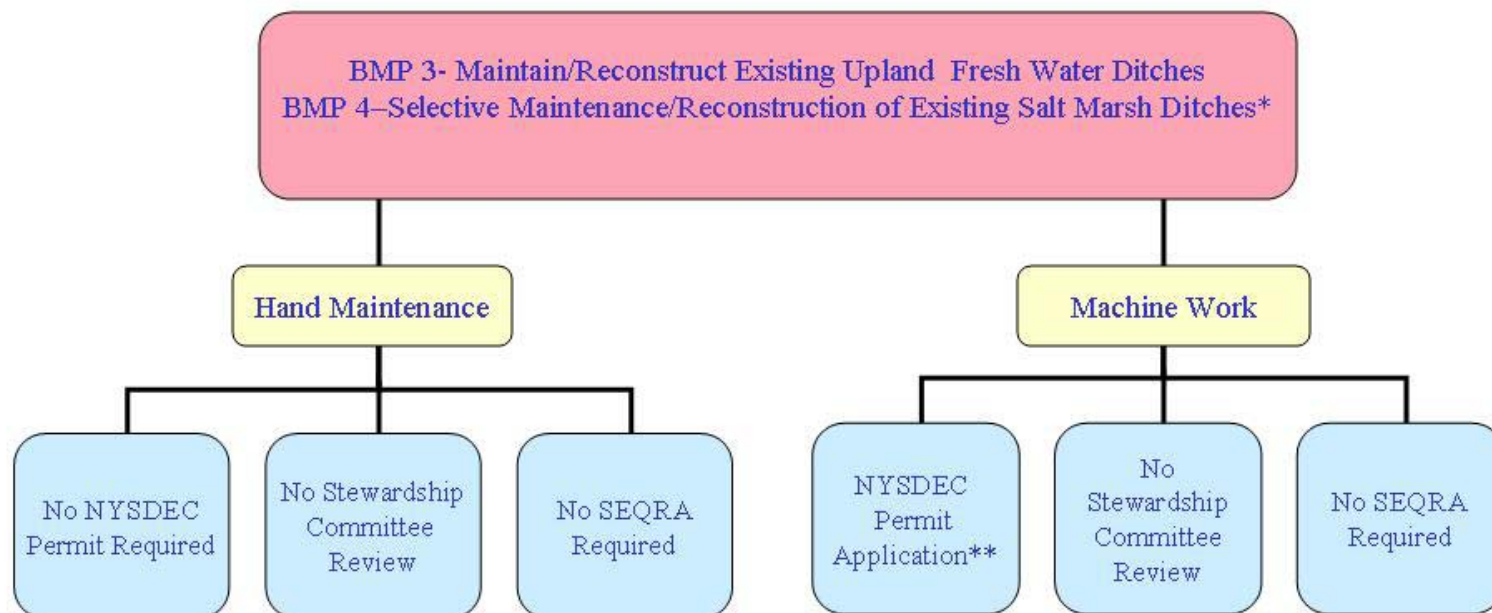 BMP 3- Maintain/Reconstruct Existing Upland Fresh Water Ditches
BMP 4–Selective Maintenance/Reconstruction of Existing Salt Marsh Ditches*
Hand Maintenance
Machine Work
No NYSDEC
Permit Required
No Stewardship
Committee
Review
No SEQRA
Required
NYSDEC
Permit
Application**
No
Stewardship
Committee
Review
No SEQRA
Required